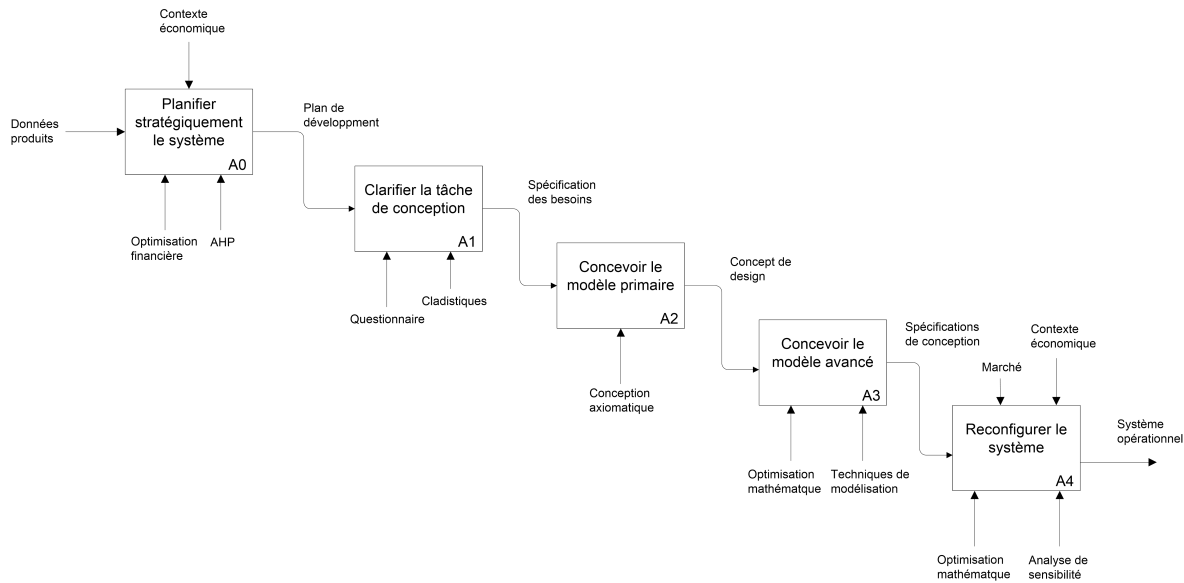 Contexte
économique
Planifier
stratégiquement
le système
A0
Données
produits
Plan de
développment
Optimisation
financière
AHP
Clarifier la tâche
de conception
A1
Spécification
des besoins
Questionnaire
Cladistiques
Concevoir le
modèle primaire
A2
Concept de
design
Conception
axiomatique
Concevoir le
modèle avancé
A3
Spécifications
de conception
Optimisation
mathématque
Techniques de
modélisation
Marché
Contexte
économique
Reconfigurer le
système
A4
Système
opérationnel
Optimisation
mathématque
Analyse de
sensibilité